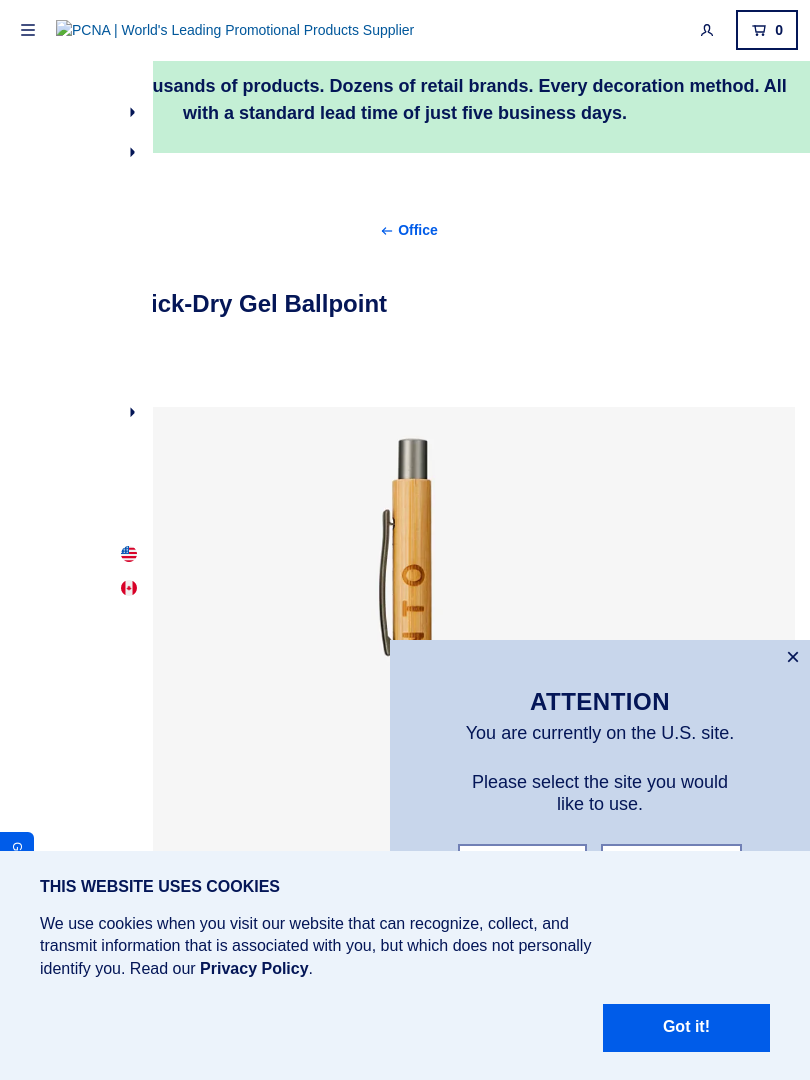 PCNA | World's Leading Promotional Products Supplier
0
usands of products. Dozens of retail brands. Every decoration method. All
with a standard lead time of just five business days.
Office
ick-Dry Gel Ballpoint
ATTENTION
You are currently on the U.S. site.
Please select the site you would
like to use.
G
THIS WEBSITE USES COOKIES
We use cookies when you visit our website that can recognize, collect, and
transmit information that is associated with you, but which does not personally
identify you. Read our Privacy Policy.
Got it!